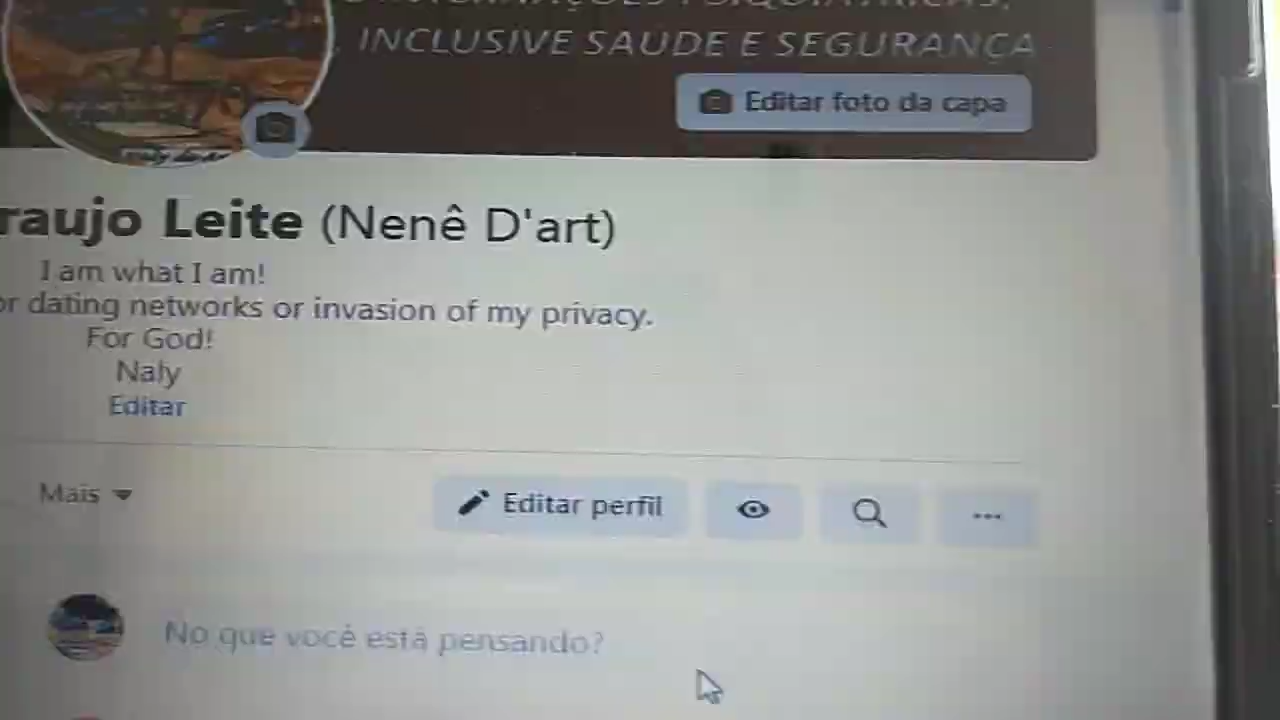 INCLUSIVE SAUDE E SEGURANÇA
Editar foto da capa
raujo Leite (Nenê D'art)
I am what I am!
or dating networks or invasion of my privacy.
For God!
Naly
Editar
Mais
Editar perfil
No que você está pensando?